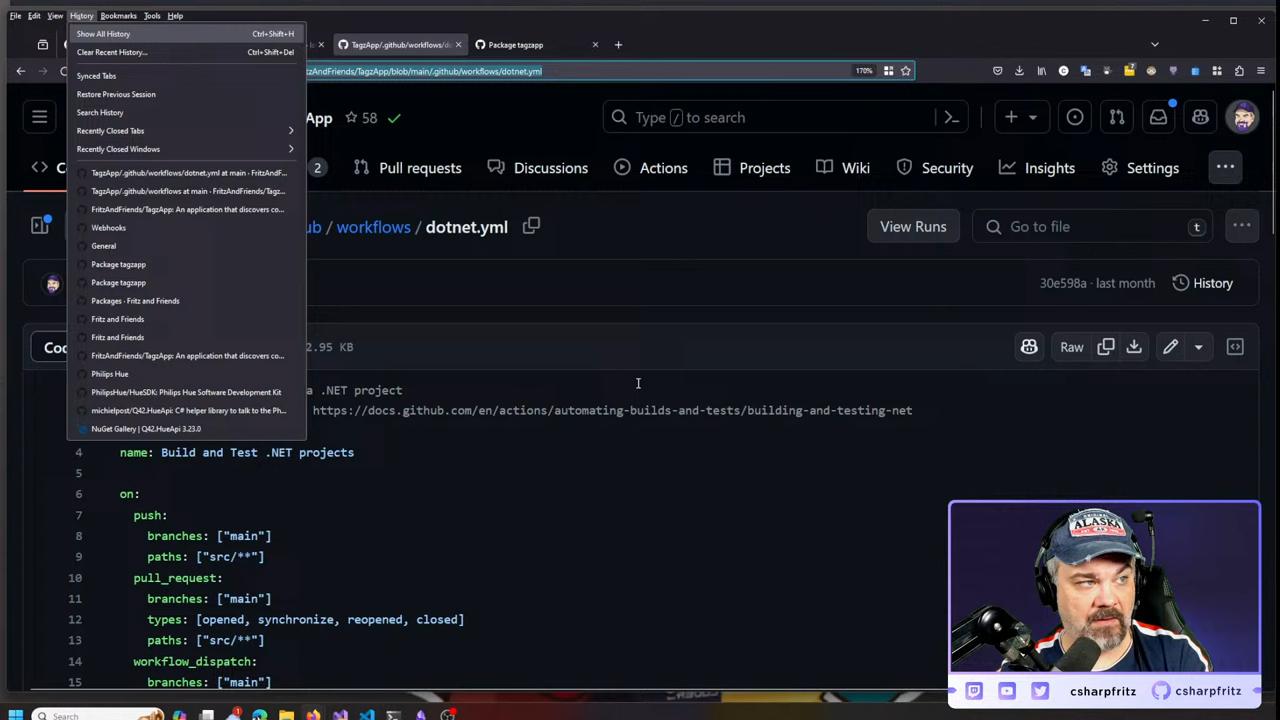 File Edit View History Bookmarks Tools Help
Show All History Ctrl+Shift+H
Clear Recent History... Ctrl+Shift+Del
Synced Tabs
Restore Previous Session
Search History
Recently Closed Tabs
Recently Closed Windows
TagzApp/.github/workflows/dotnet.yml at main · FritzAndF...
TagzApp/.github/workflows at main · FritzAndFriends/Tagz...
FritzAndFriends/TagzApp: An application that discovers co...
Webhooks
General
Package tagzapp
Package tagzapp
Packages · Fritz and Friends
Fritz and Friends
Fritz and Friends
FritzAndFriends/TagzApp: An application that discovers co...
Philips Hue
PhilipsHue/HueSDK: Philips Hue Software Development Kit
michielpost/Q42.HueApi: C# helper library to talk to the Ph...
NuGet Gallery | Q42.HueApi 3.23.0
TagzApp/.github/workflows/do
Package tagzapp
tzAndFriends/TagzApp/blob/main/.github/workflows/dotnet.yml 170%
App 58 Type / to search
2 Pull requests Discussions Actions Projects Wiki Security Insights Settings
ub / workflows / dotnet.yml View Runs Go to file t
30e598a · last month History
2.95 KB Raw
a .NET project
https://docs.github.com/en/actions/automating-builds-and-tests/building-and-testing-net
4 name: Build and Test .NET projects
5
6 on:
7 push:
8 branches: ["main"]
9 paths: ["src/**"]
10 pull_request:
11 branches: ["main"]
12 types: [opened, synchronize, reopened, closed]
13 paths: ["src/**"]
14 workflow_dispatch:
15 branches: ["main"]
ALASKA
csharpfritz csharpfritz
Search